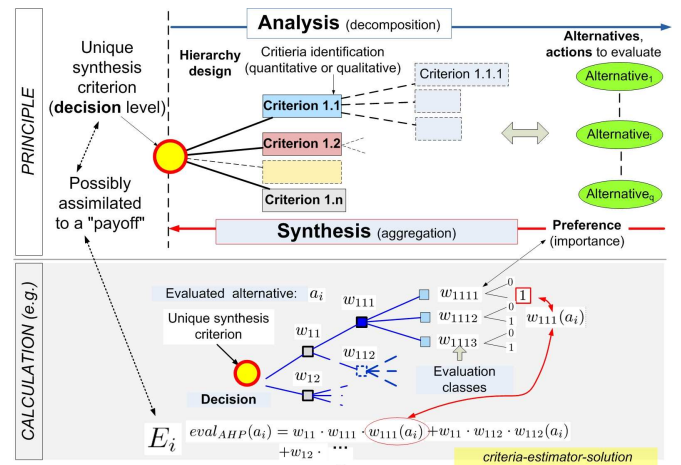 PRINCIPLE
Analysis (decomposition)
Unique
synthesis
criterion
(decision level)
Possibly
assimilated
to a "payoff"
Hierarchy
design
Critieria identification
(quantitative or qualitative)
Criterion 1.1
Criterion 1.2
Criterion 1.n
Criterion 1.1.1
Alternatives,
actions to evaluate
Alternative1
Alternativei
Alternativeq
Synthesis (aggregation)
Preference
(importance)
CALCULATION (e.g.)
Evaluated alternative: ai
Unique synthesis
criterion
Decision
w11
w12
w111
w112
w1111
0
1
w1112
0
1
w1113
0
1
w111(ai)
Evaluation
classes
Ei
evalAHP(ai) = w11 · w111 · w111(ai) +w11 · w112 · w112(ai)
+w12 · ...
criteria-estimator-solution